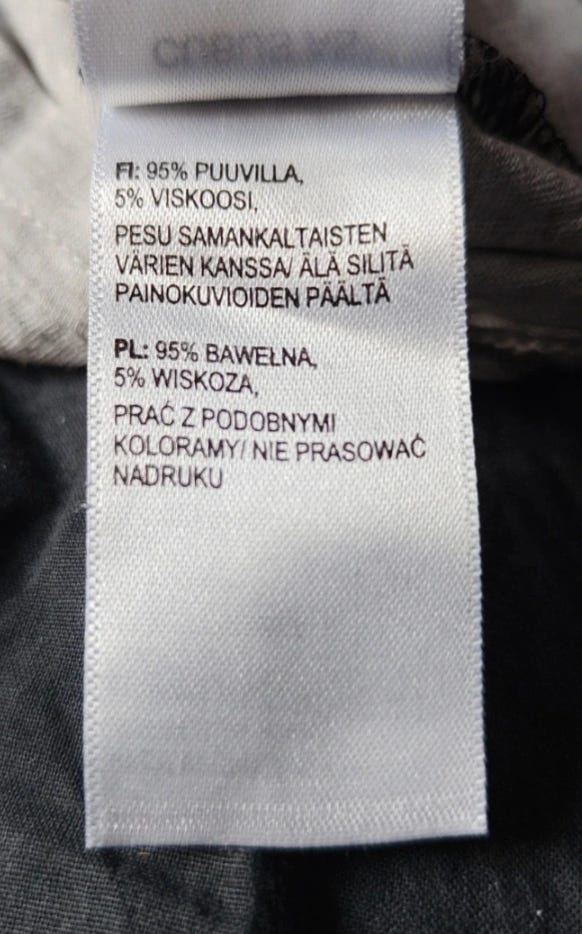 FI: 95% PUUVILLA,
5% VISKOOSI,
PESU SAMANKALTAISTEN
VÄRIEN KANSSA/ ÄLÄ SILITÄ
PAINOKUVIOIDEN PÄÄLTÄ
PL: 95% BAWEŁNA,
5% WISKOZA,
PRAĆ Z PODOBNYMI
KOLORAMY/ NIE PRASOWAĆ
NADRUKU